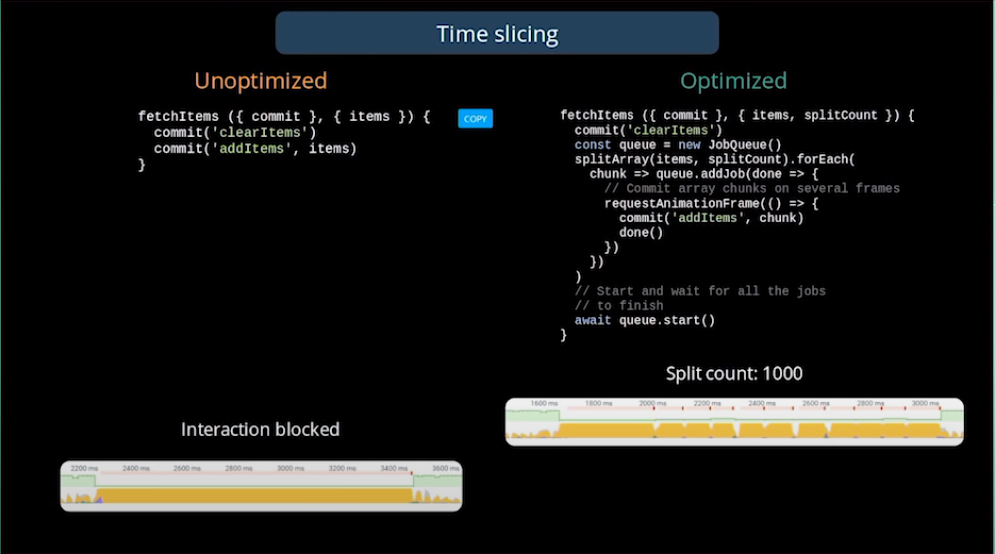 Time slicing
Unoptimized
fetchItems ({ commit }, { items }) {
  commit('clearItems')
  commit('addItems', items)
}
COPY
Interaction blocked
2200 ms 2400 ms 2600 ms 2800 ms 3000 ms 3200 ms 3400 ms 3600 ms
Optimized
fetchItems ({ commit }, { items, splitCount }) {
  commit('clearItems')
  const queue = new JobQueue()
  splitArray(items, splitCount).forEach(
    chunk => queue.addJob(done => {
      // Commit array chunks on several frames
      requestAnimationFrame(() => {
        commit('addItems', chunk)
        done()
      })
    })
  )
  // Start and wait for all the jobs
  // to finish
  await queue.start()
}
Split count: 1000
1600 ms 1800 ms 2000 ms 2200 ms 2400 ms 2600 ms 2800 ms 3000 ms